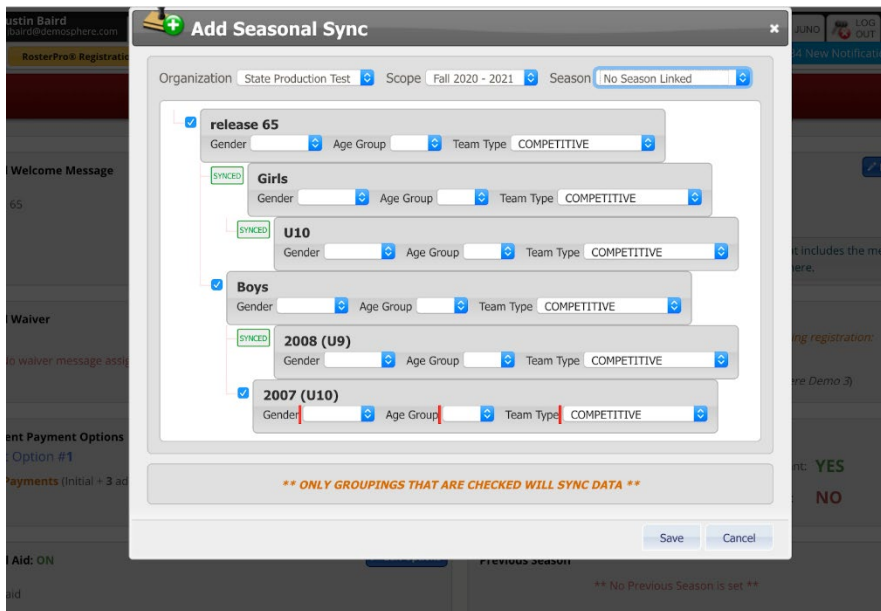 ustin Baird
baird@demosphere.com
RosterPro® Registratio
JUNO
LOG OUT
4 New Notificatio
Add Seasonal Sync
Organization State Production Test Scope Fall 2020 - 2021 Season No Season Linked
release 65
Gender Age Group Team Type COMPETITIVE
SYNCED Girls
Gender Age Group Team Type COMPETITIVE
SYNCED U10
Gender Age Group Team Type COMPETITIVE
Boys
Gender Age Group Team Type COMPETITIVE
SYNCED 2008 (U9)
Gender Age Group Team Type COMPETITIVE
2007 (U10)
Gender Age Group Team Type COMPETITIVE
** ONLY GROUPINGS THAT ARE CHECKED WILL SYNC DATA **
Save Cancel
Welcome Message
65
t includes the me
ere.
Waiver
o waiver message assig
ng registration:
ere Demo 3)
ent Payment Options
Option #1
Payments (Initial + 3 ad
nt: YES
NO
Aid: ON
aid
Previous Season
** No Previous Season is set **